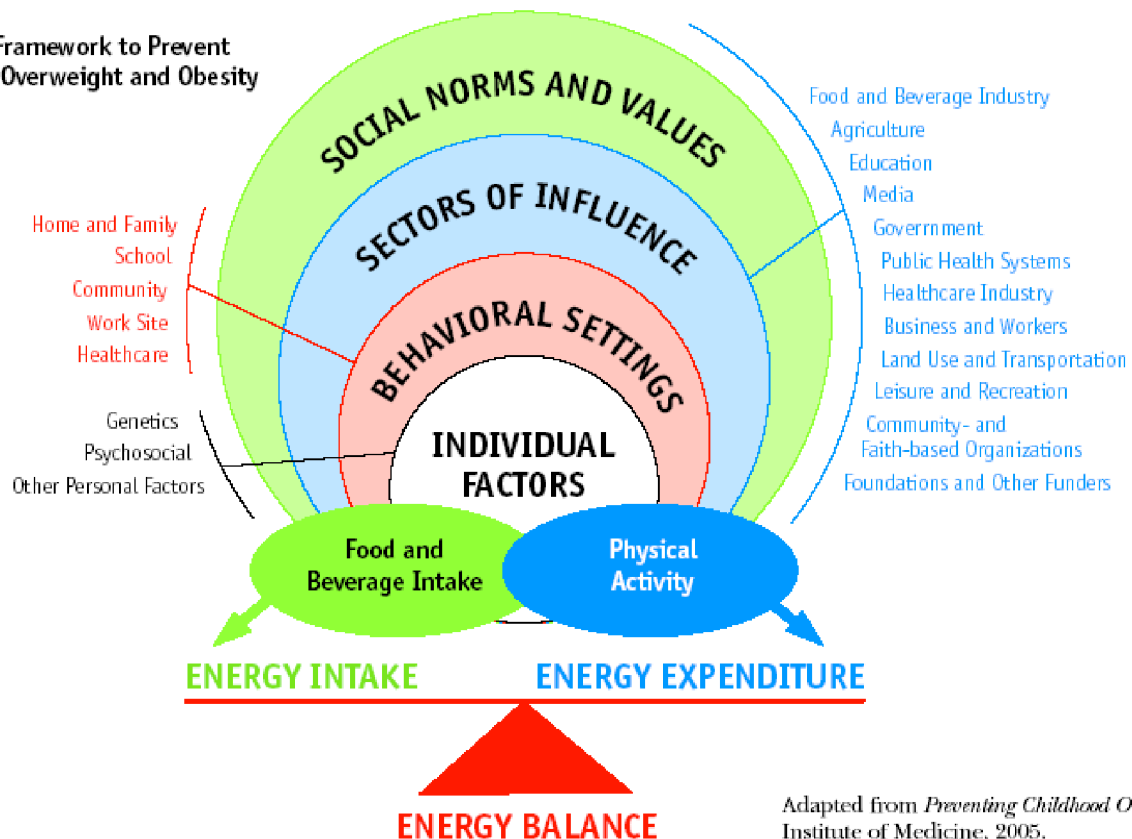 Framework to Prevent
Overweight and Obesity
SOCIAL NORMS AND VALUES
SECTORS OF INFLUENCE
BEHAVIORAL SETTINGS
INDIVIDUAL
FACTORS
Home and Family
School
Community
Work Site
Healthcare
Genetics
Psychosocial
Other Personal Factors
Food and Beverage Industry
Agriculture
Education
Media
Goverrnment
Public Health Systems
Healthcare Industry
Business and Workers
Land Use and Transportation
Leisure and Recreation
Community- and
Faith-based Organizations
Foundations and Other Funders
Food and
Beverage Intake
Physical
Activity
ENERGY INTAKE
ENERGY EXPENDITURE
ENERGY BALANCE
Adapted from Preventing Childhood O
Institute of Medicine, 2005.